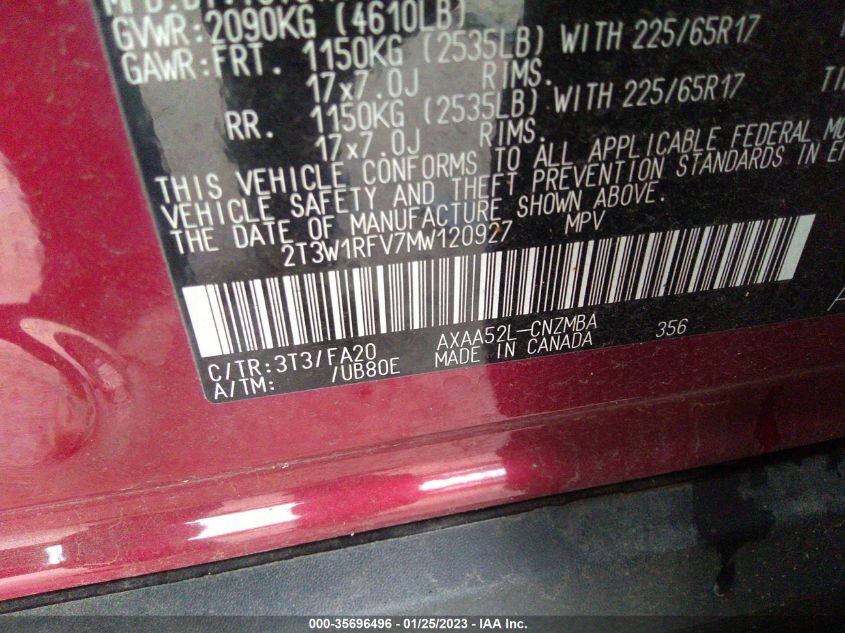 GVWR:2090KG (4610LB)
GAWR:FRT. 1150KG (2535LB) WITH 225/65R17
17x7.0J RIMS.
RR. 1150KG (2535LB) WITH 225/65R17
17x7.0J RIMS.
THIS VEHICLE CONFORMS TO ALL APPLICABLE FEDERAL MO
VEHICLE SAFETY AND THEFT PREVENTION STANDARDS IN E
THE DATE OF MANUFACTURE SHOWN ABOVE.
2T3W1RFV7MW120927 MPV
C/TR:3T3/FA20 AXAA52L-CNZMBA 356
A/TM: /UB80E MADE IN CANADA
000-35696496 - 01/25/2023 - © IAA Inc.